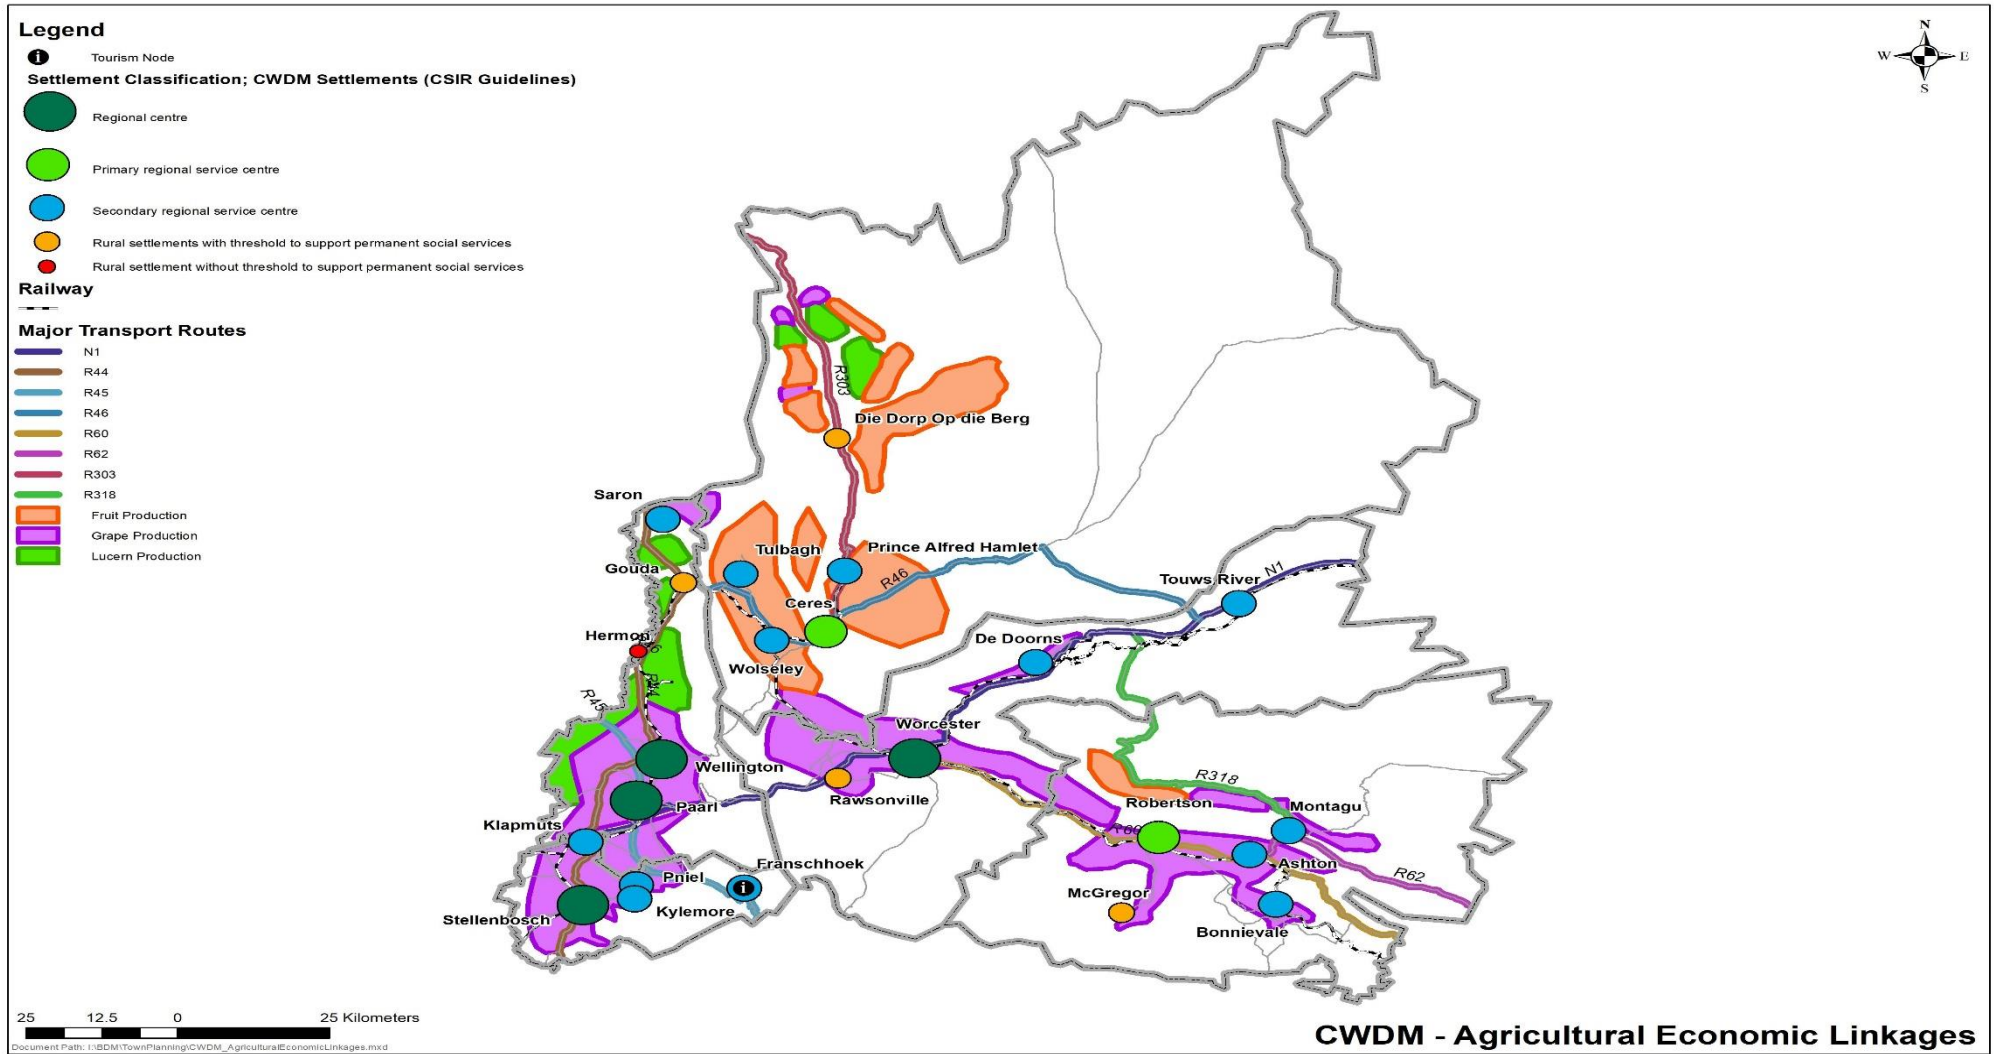 Legend
Tourism Node
Settlement Classification; CWDM Settlements (CSIR Guidelines)
Regional centre
Primary regional service centre
Secondary regional service centre
Rural settlements with threshold to support permanent social services
Rural settlement without threshold to support permanent social services
Railway
Major Transport Routes
N1
R44
R45
R46
R60
R62
R303
R318
Fruit Production
Grape Production
Lucern Production
N
W E
S
R303
Die Dorp Op die Berg
Saron
Tulbagh
Prince Alfred Hamlet
Gouda
R46
Touws River
N1
Ceres
Hermon
De Doorns
Wolseley
R44
R45
Worcester
Wellington
R318
Rawsonville
Robertson
Montagu
Paarl
Klapmuts
R60
Franschhoek
Ashton
Pniel
R62
McGregor
Kylemore
Stellenbosch
Bonnievale
25 12.5 0 25 Kilometers
CWDM - Agricultural Economic Linkages
Document Path: I:\BDM\TownPlanning\CWDM_AgriculturalEconomicLinkages.mxd